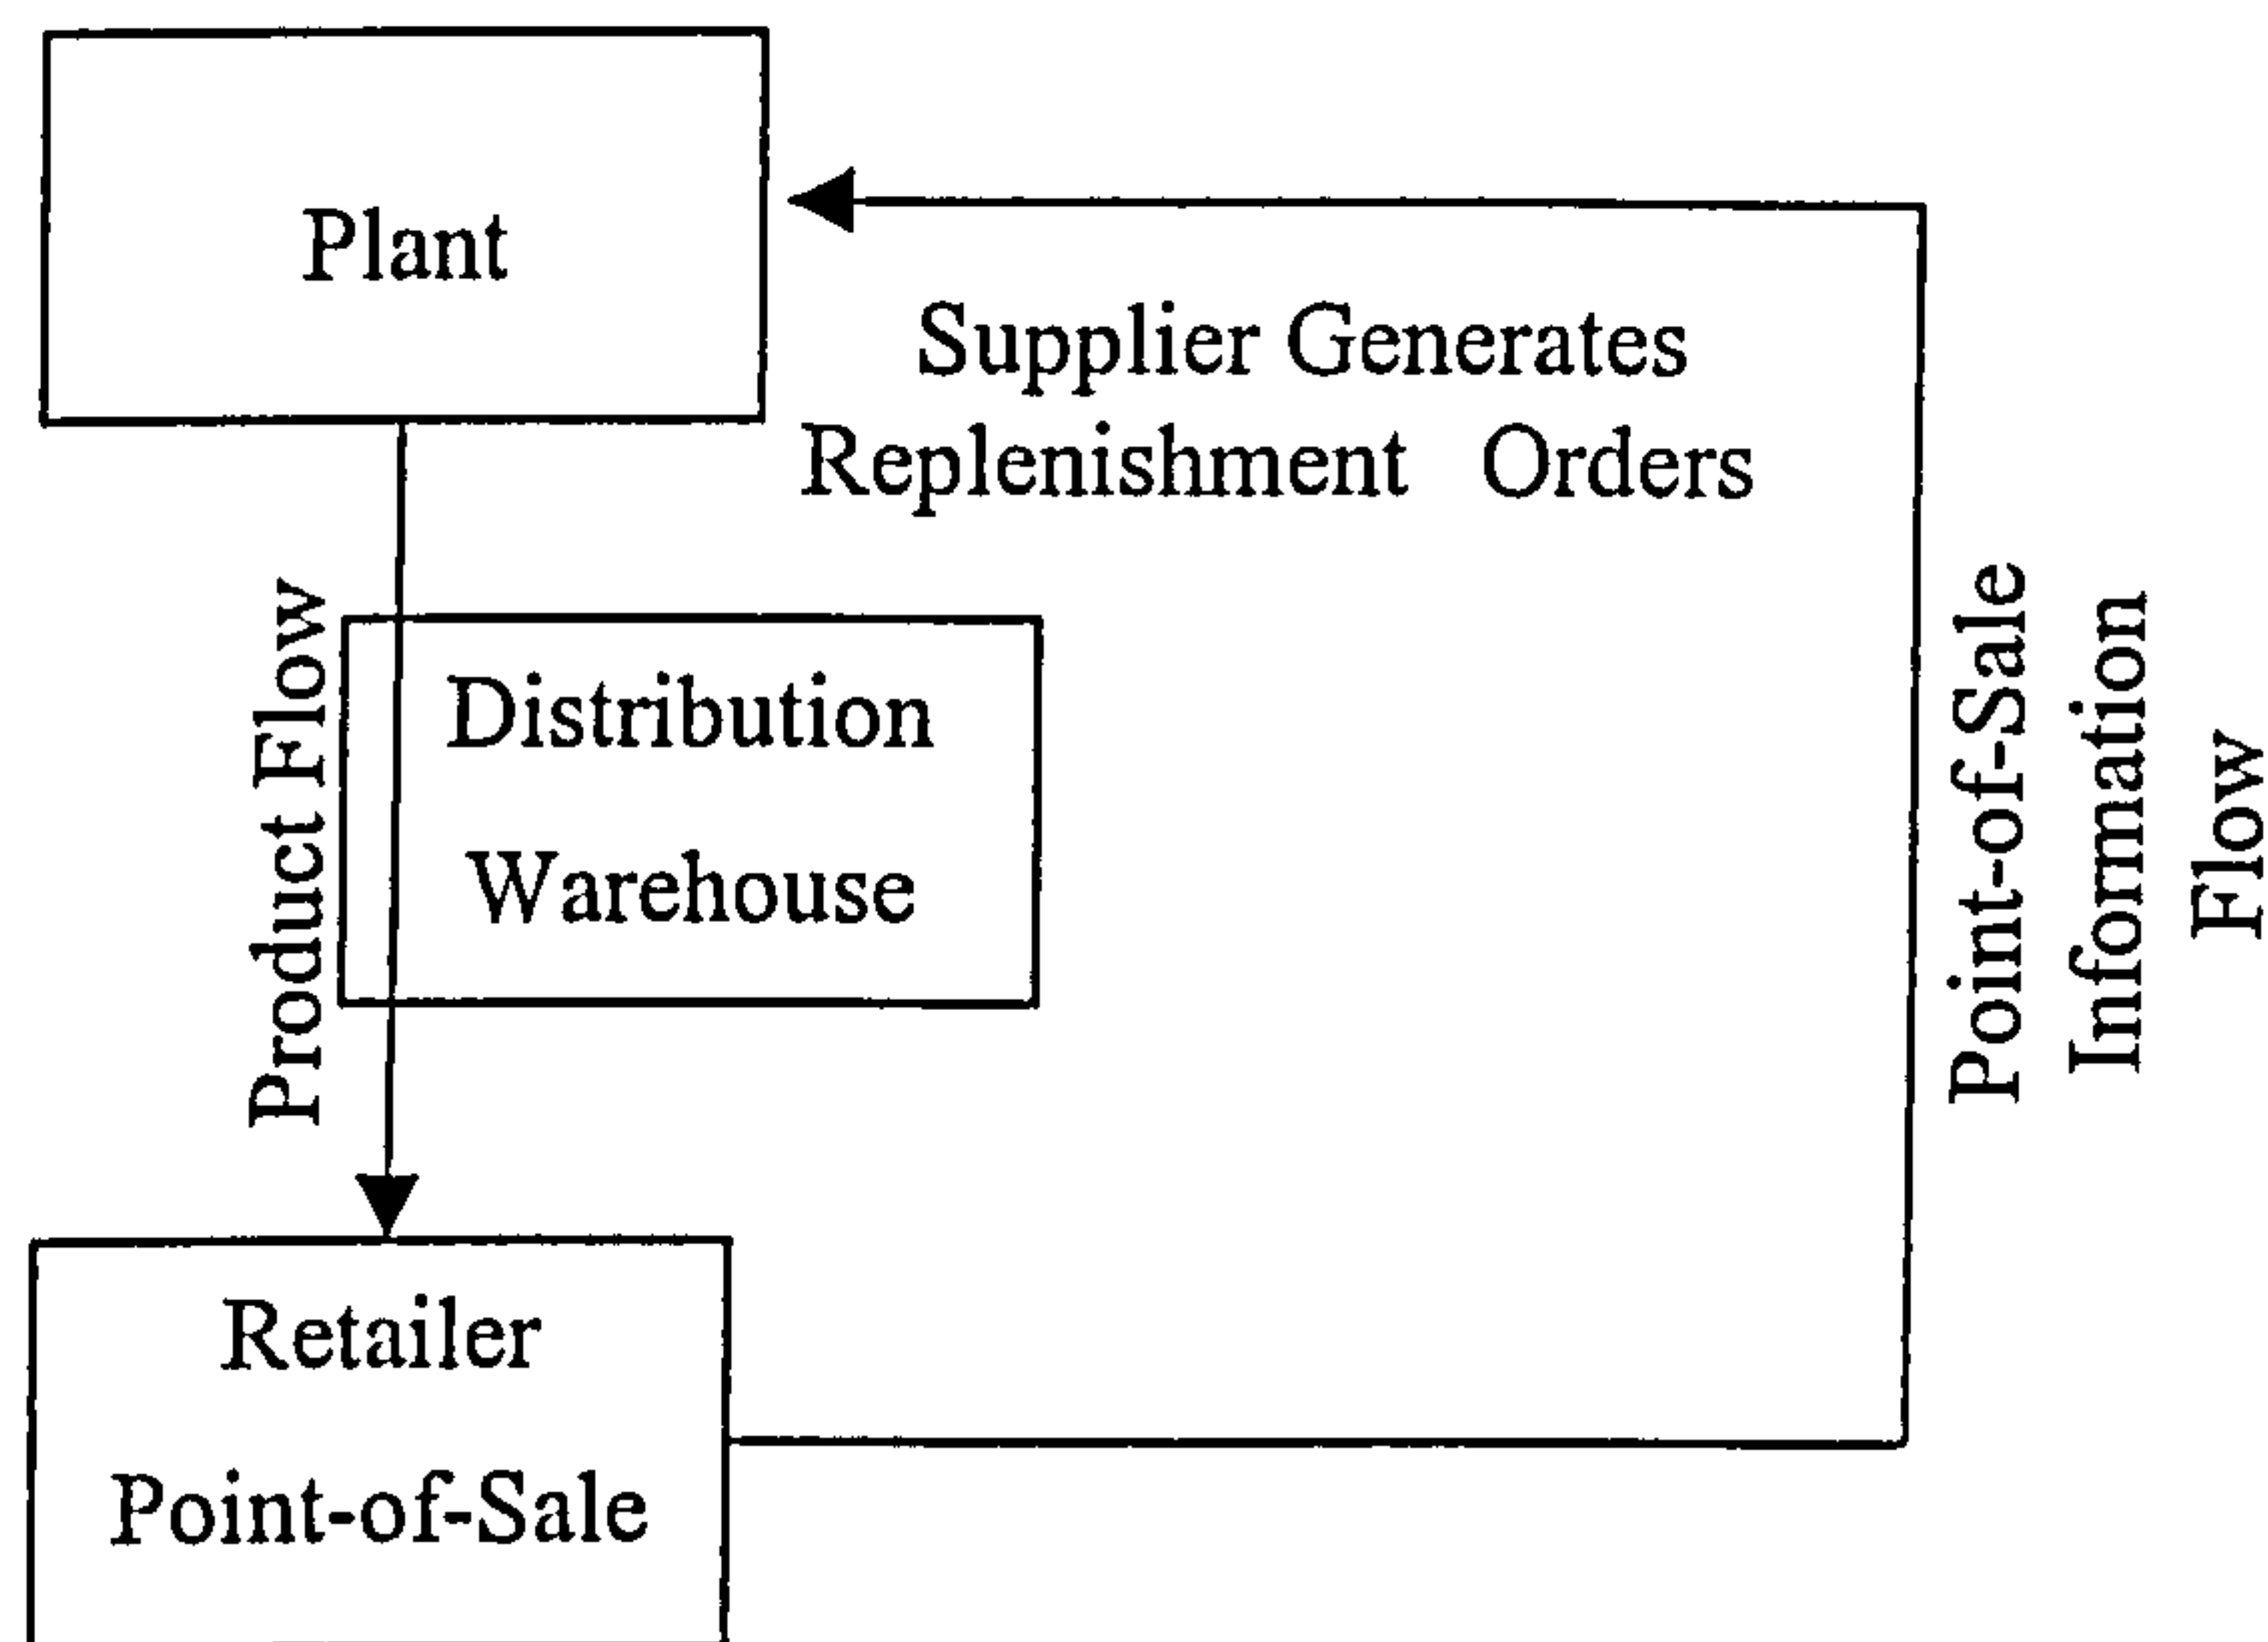 Plant
Supplier Generates
Replenishment Orders
Product Flow
Distribution
Warehouse
Point-of-Sale
Information
Flow
Retailer
Point-of-Sale